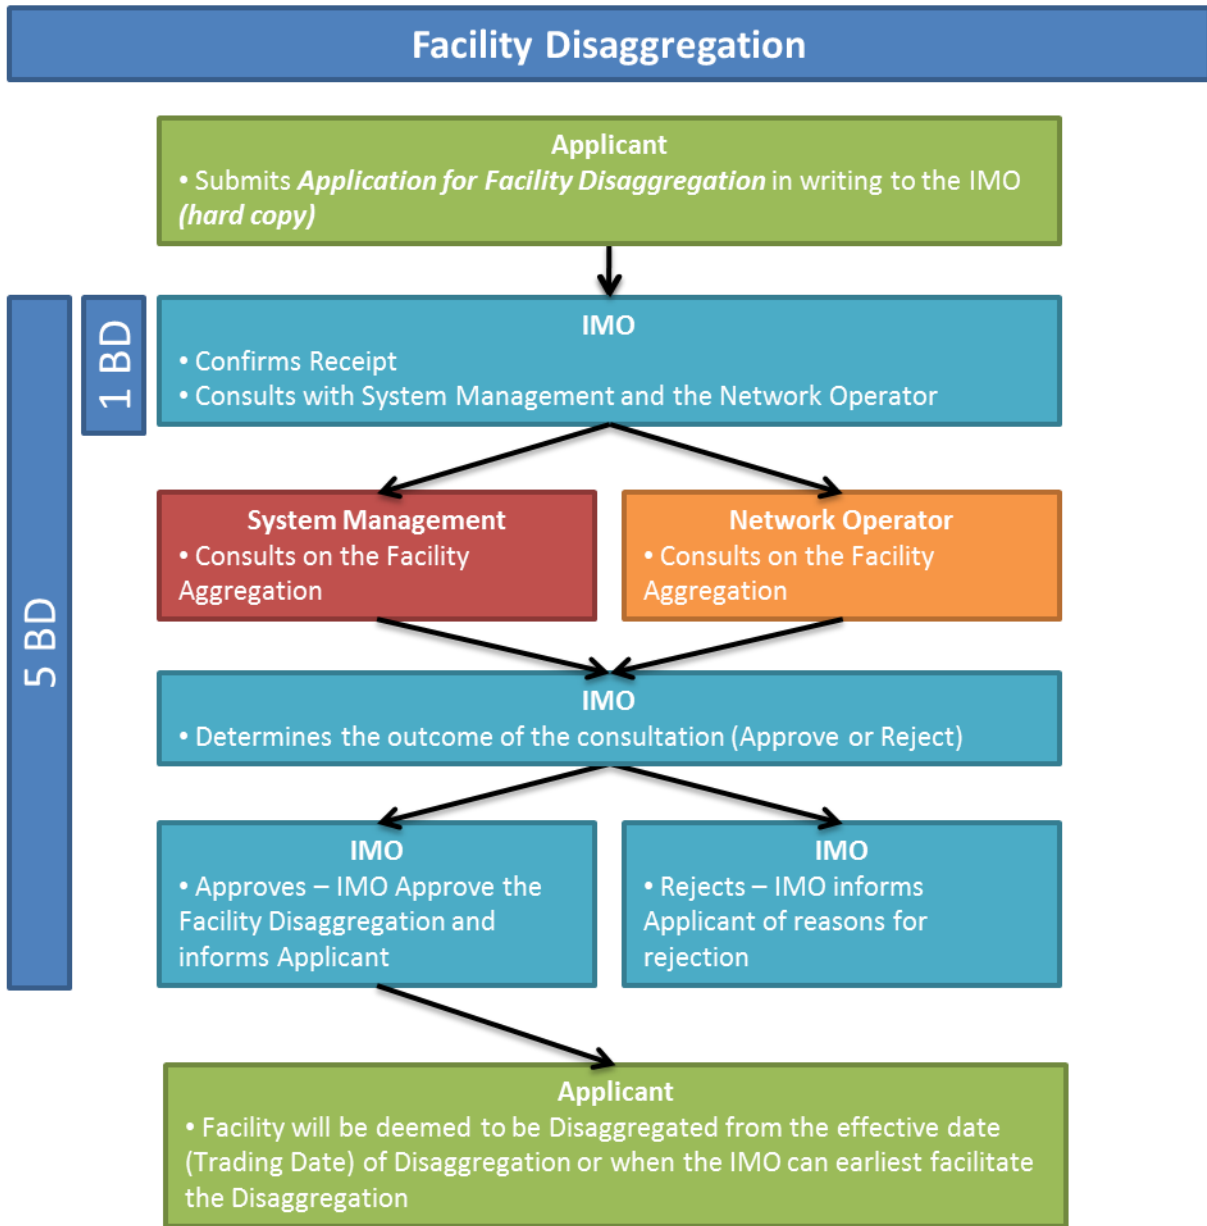 Facility Disaggregation
Applicant
• Submits Application for Facility Disaggregation in writing to the IMO
(hard copy)
5 BD
1 BD
IMO
• Confirms Receipt
• Consults with System Management and the Network Operator
System Management
• Consults on the Facility
Aggregation
Network Operator
• Consults on the Facility
Aggregation
IMO
• Determines the outcome of the consultation (Approve or Reject)
IMO
• Approves – IMO Approve the
Facility Disaggregation and
informs Applicant
IMO
• Rejects – IMO informs
Applicant of reasons for
rejection
Applicant
• Facility will be deemed to be Disaggregated from the effective date
(Trading Date) of Disaggregation or when the IMO can earliest facilitate
the Disaggregation